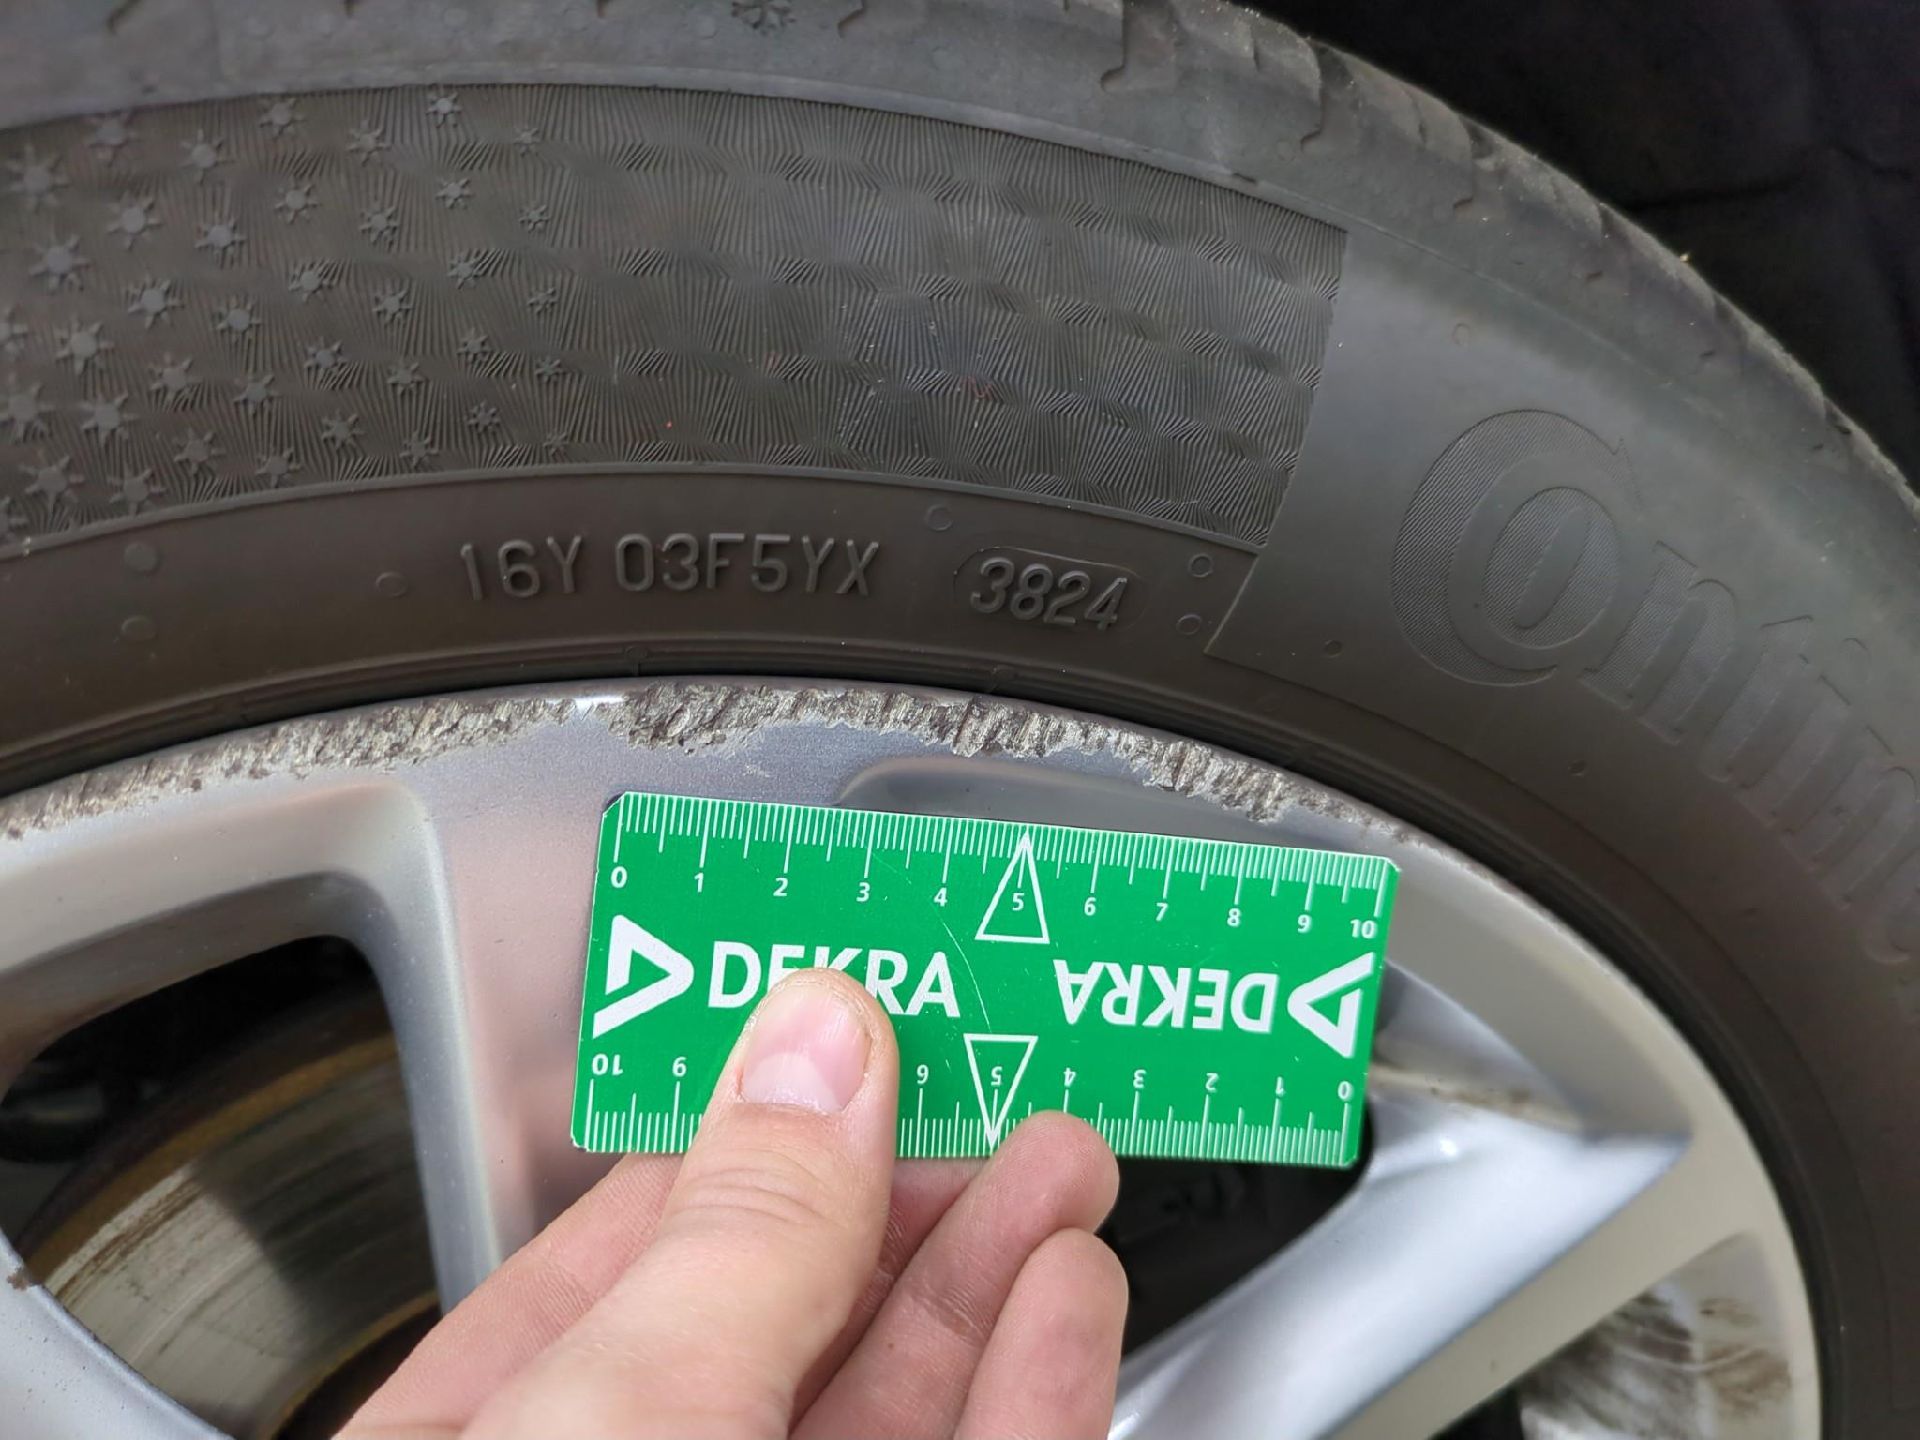 16Y 03F5YX 3824
Contine
0 1 2 3 4 5 6 7 8 9 10
DEKRA DEKRA
10 9 6 5 4 3 2 1 0